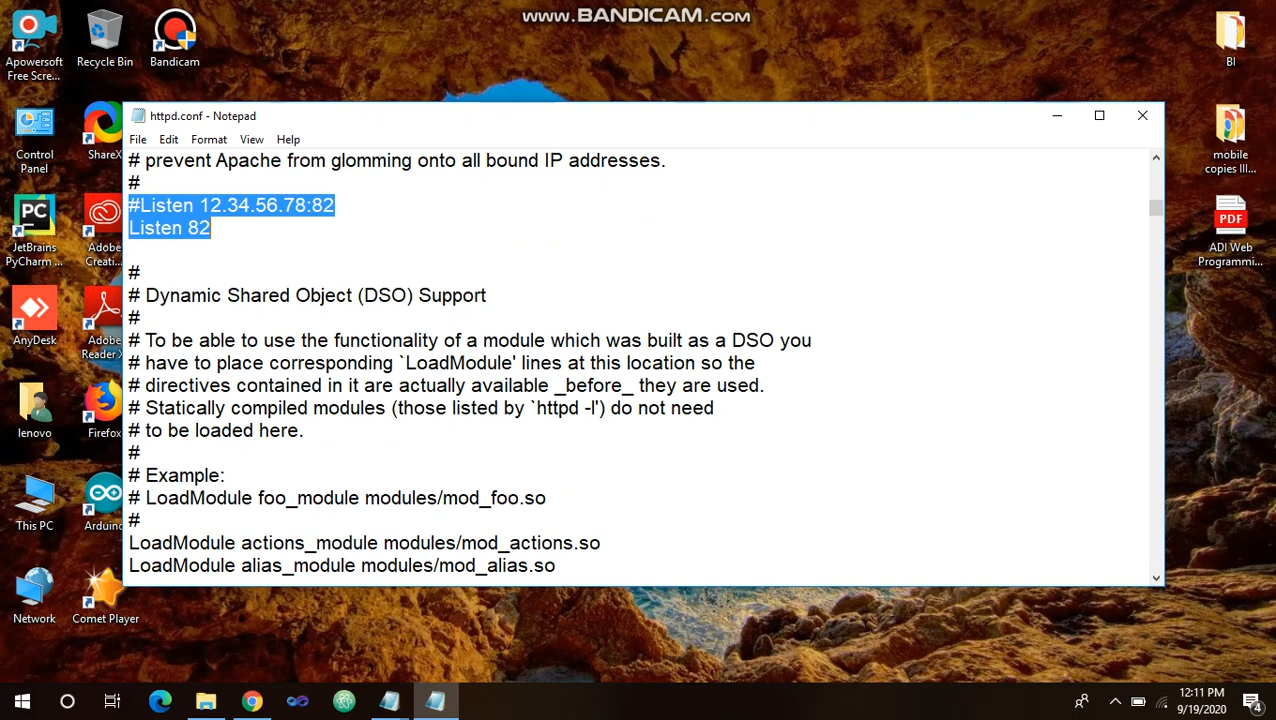 www.BANDICAM.com
Apowersoft
Free Scre...
Recycle Bin
Bandicam
BI
Control
Panel
ShareX
mobile
copies III...
PC
JetBrains
PyCharm ...
Adobe
Creati...
PDF
ADI Web
Programmi...
AnyDesk
Adobe
Reader X
lenovo
Firefox
This PC
Arduino
Network
Comet Player
httpd.conf - Notepad
File Edit Format View Help
# prevent Apache from glomming onto all bound IP addresses.
#
#Listen 12.34.56.78:82
Listen 82
#
# Dynamic Shared Object (DSO) Support
#
# To be able to use the functionality of a module which was built as a DSO you
# have to place corresponding `LoadModule' lines at this location so the
# directives contained in it are actually available _before_ they are used.
# Statically compiled modules (those listed by `httpd -l') do not need
# to be loaded here.
#
# Example:
# LoadModule foo_module modules/mod_foo.so
#
LoadModule actions_module modules/mod_actions.so
LoadModule alias_module modules/mod_alias.so
12:11 PM
9/19/2020
4